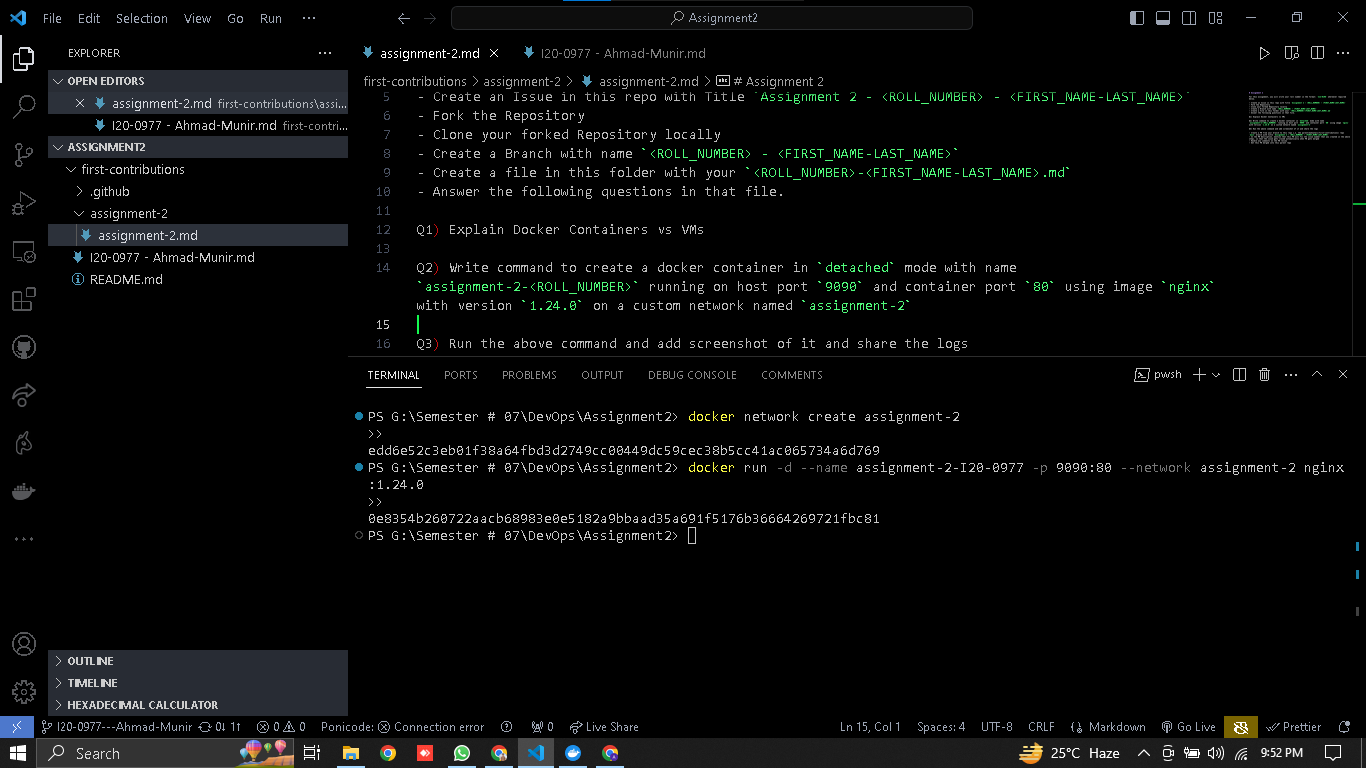 File Edit Selection View Go Run ···
Assignment2
EXPLORER
OPEN EDITORS
assignment-2.md first-contributions\assi...
I20-0977 - Ahmad-Munir.md first-contri...
ASSIGNMENT2
first-contributions
.github
assignment-2
assignment-2.md
I20-0977 - Ahmad-Munir.md
README.md
OUTLINE
TIMELINE
HEXADECIMAL CALCULATOR
assignment-2.md
I20-0977 - Ahmad-Munir.md
first-contributions > assignment-2 > assignment-2.md > # Assignment 2
5 - Create an Issue in this repo with Title `Assignment 2 - <ROLL_NUMBER> - <FIRST_NAME-LAST_NAME>`
6 - Fork the Repository
7 - Clone your forked Repository locally
8 - Create a Branch with name `<ROLL_NUMBER> - <FIRST_NAME-LAST_NAME>`
9 - Create a file in this folder with your `<ROLL_NUMBER>-<FIRST_NAME-LAST_NAME>.md`
10 - Answer the following questions in that file.
11
12 Q1) Explain Docker Containers vs VMs
13
14 Q2) Write command to create a docker container in `detached` mode with name
`assignment-2-<ROLL_NUMBER>` running on host port `9090` and container port `80` using image `nginx`
with version `1.24.0` on a custom network named `assignment-2`
15
16 Q3) Run the above command and add screenshot of it and share the logs
TERMINAL PORTS PROBLEMS OUTPUT DEBUG CONSOLE COMMENTS
pwsh
PS G:\Semester # 07\DevOps\Assignment2> docker network create assignment-2
>>
edd6e52c3eb01f38a64fbd3d2749cc00449dc59cec38b5cc41ac065734a6d769
PS G:\Semester # 07\DevOps\Assignment2> docker run -d --name assignment-2-I20-0977 -p 9090:80 --network assignment-2 nginx
:1.24.0
>>
0e8354b260722aacb68983e0e5182a9bbaad35a691f5176b36664269721fbc81
PS G:\Semester # 07\DevOps\Assignment2>
I20-0977---Ahmad-Munir 0↓ 1↑ 0 0 Ponicode: Connection error 0 Live Share
Ln 15, Col 1 Spaces: 4 UTF-8 CRLF {} Markdown Go Live Prettier
Search
25°C Haze 9:52 PM